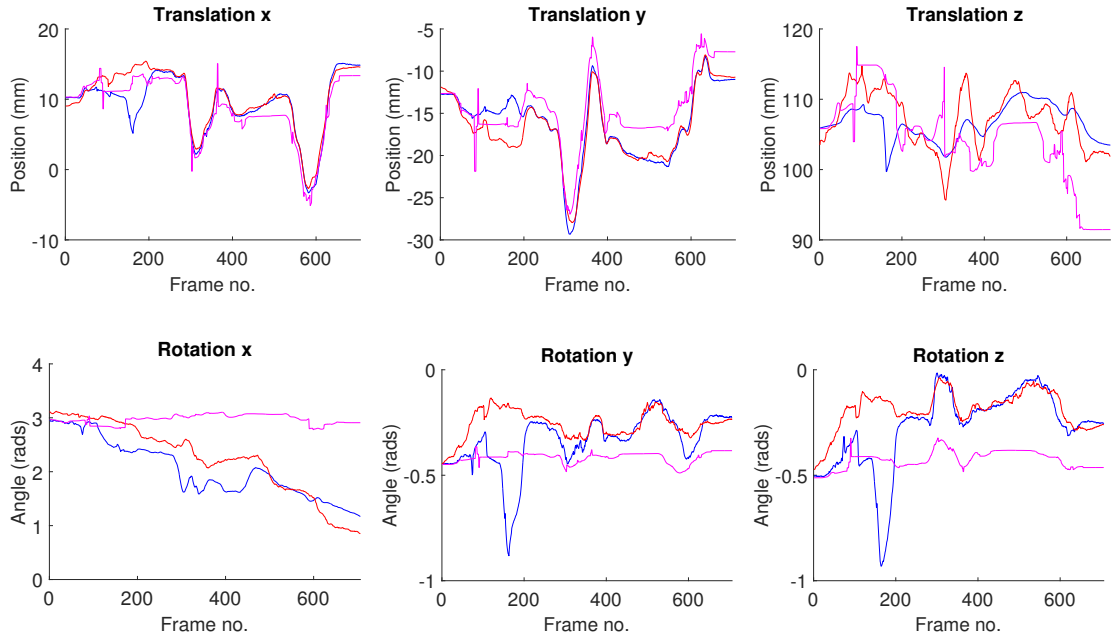 Translation x
20
10
0
-10
Position (mm)
0 200 400 600
Frame no.
Translation y
-5
-10
-15
-20
-25
-30
Position (mm)
0 200 400 600
Frame no.
Translation z
120
110
100
90
Position (mm)
0 200 400 600
Frame no.
Rotation x
4
3
2
1
0
Angle (rads)
0 200 400 600
Frame no.
Rotation y
0
-0.5
-1
Angle (rads)
0 200 400 600
Frame no.
Rotation z
0
-0.5
-1
Angle (rads)
0 200 400 600
Frame no.